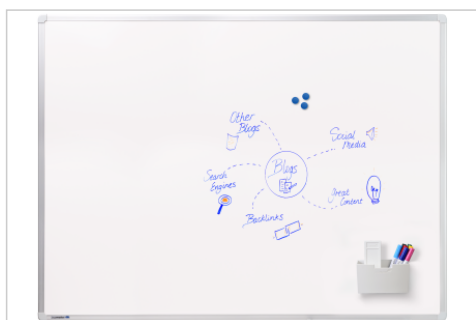 Other
Blogs
Social
Media
Blogs
Search
Engines
Great
Content
Backlinks